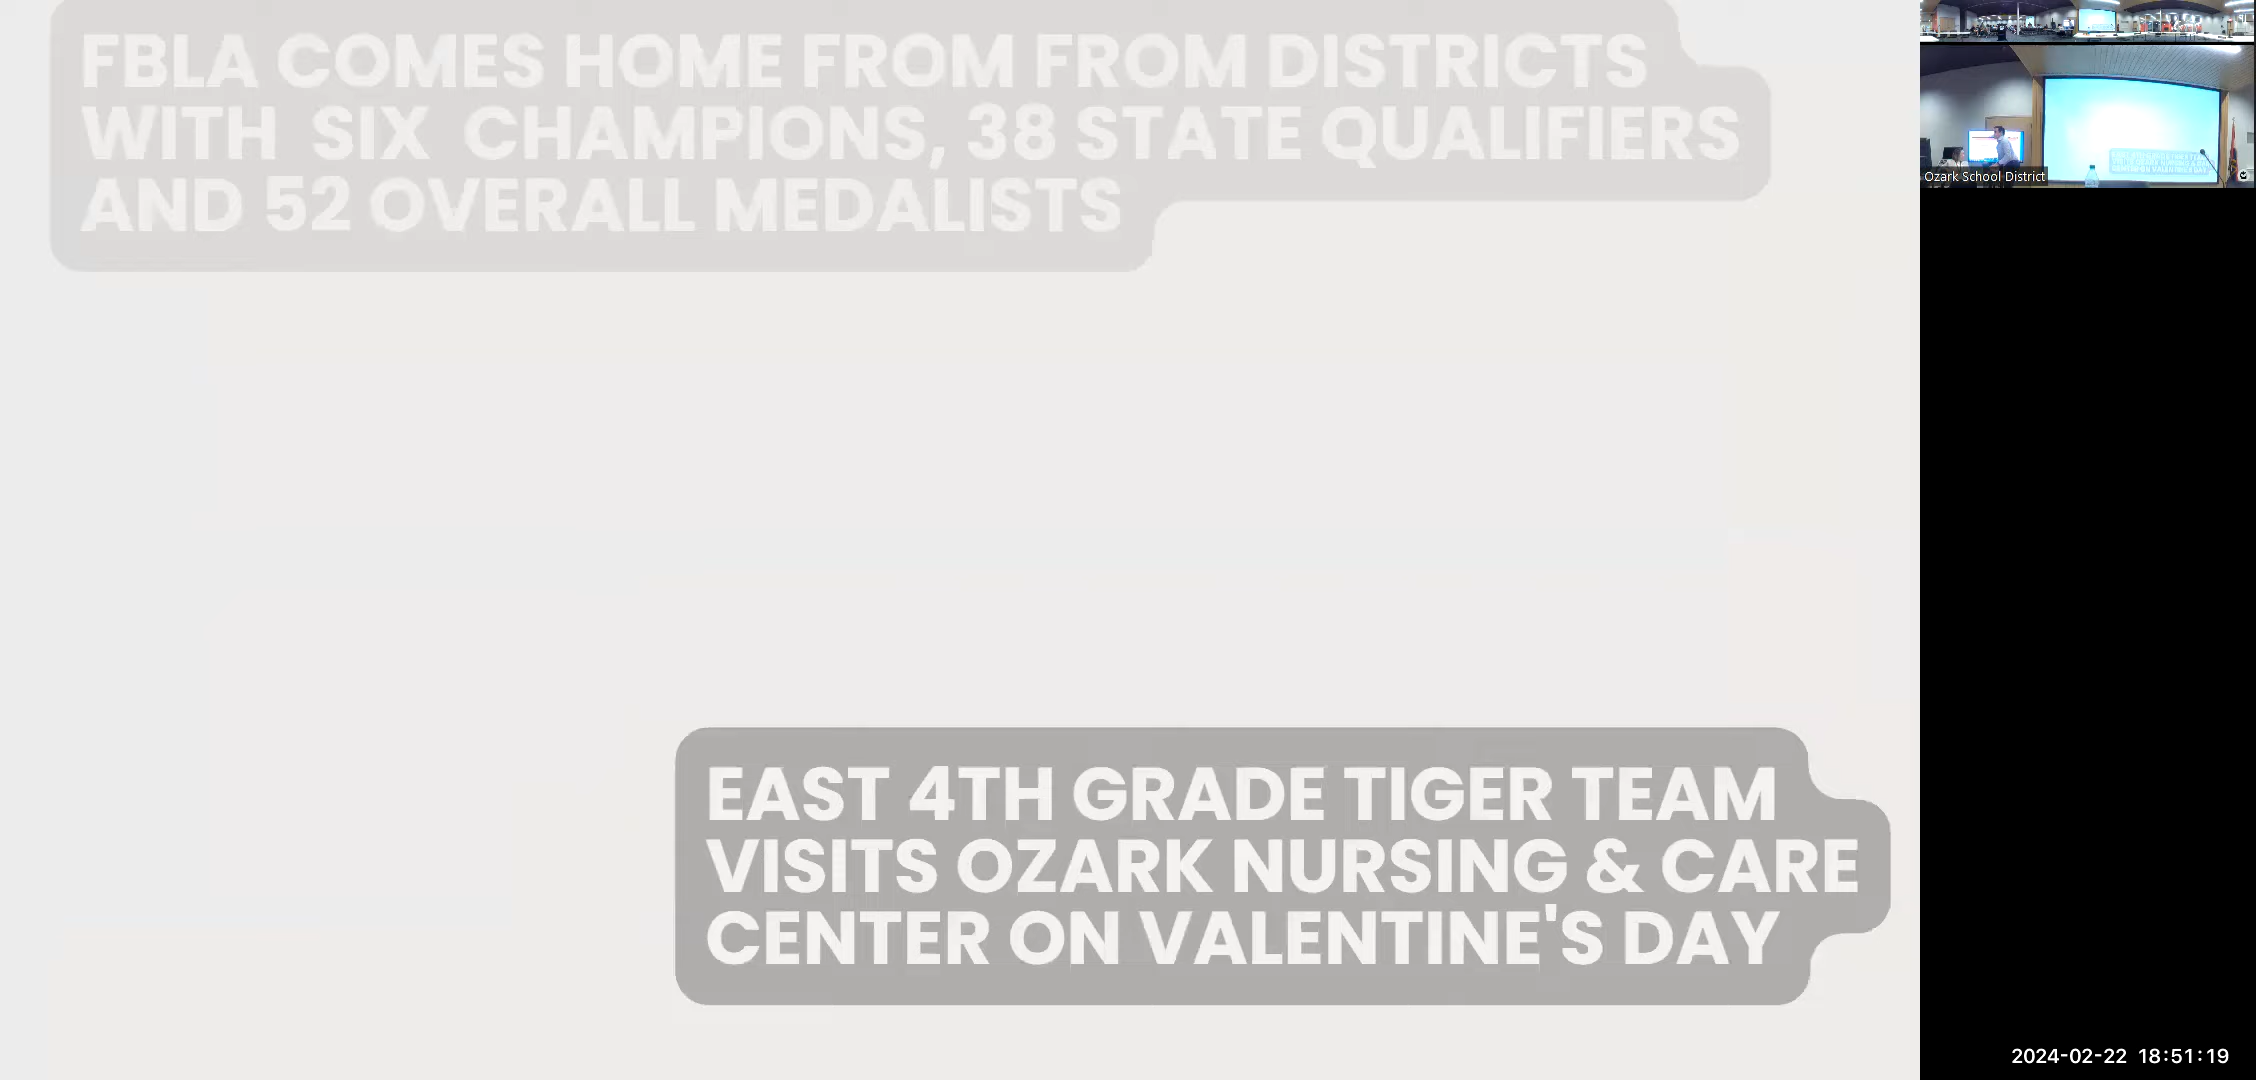 FBLA COMES HOME FROM FROM DISTRICTS
WITH SIX CHAMPIONS, 38 STATE QUALIFIERS
AND 52 OVERALL MEDALISTS
EAST 4TH GRADE TIGER TEAM
VISITS OZARK NURSING & CARE
CENTER ON VALENTINE'S DAY
Ozark School District
2024-02-22 18:51:19